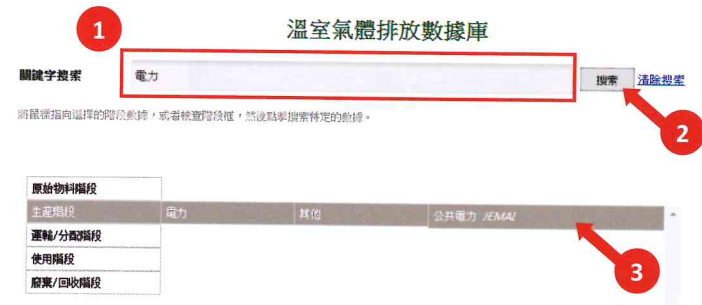 1
溫室氣體排放數據庫
關鍵字搜索 電力 搜索 清除搜索
2
將鼠標指向選擇的階段數據，或者檢查階段框，然後點擊搜索特定的數據。
原始物料階段
生産階段 電力 其他 公共電力 JEMAI
運輸/分配階段
使用階段
廢棄/回收階段
3